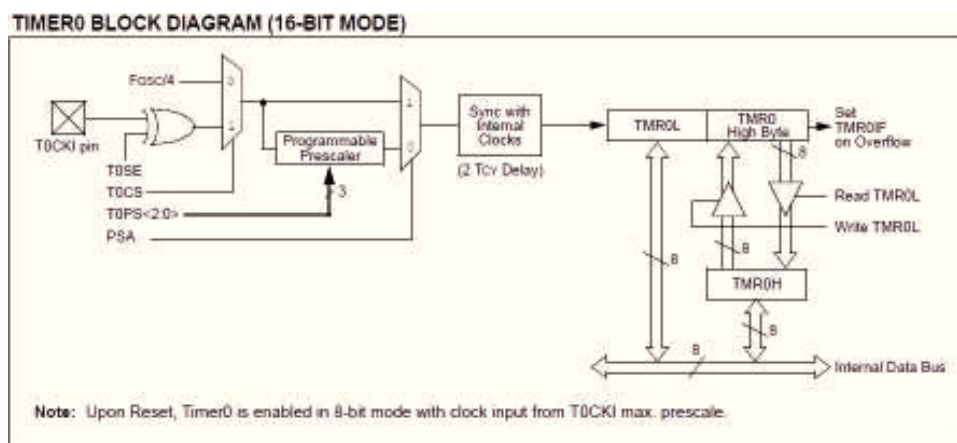 TIMER0 BLOCK DIAGRAM (16-BIT MODE)
Fosc/4
0
1
T0CKI pin
T0SE
T0CS
T0PS<2:0>
PSA
Programmable
Prescaler
3
1
0
Sync with
Internal
Clocks
(2 TCY Delay)
TMR0L
TMR0
High Byte
Set
TMR0IF
on Overflow
8
Read TMR0L
Write TMR0L
8
8
TMR0H
8
8
Internal Data Bus
Note: Upon Reset, Timer0 is enabled in 8-bit mode with clock input from T0CKI max. prescale.